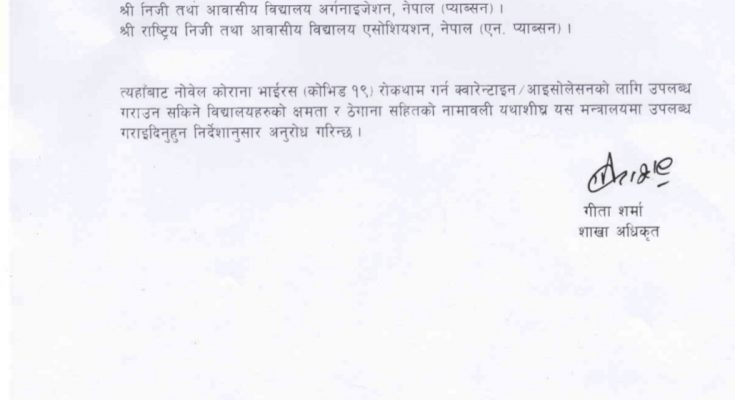 श्री निजी तथा आवासीय विद्यालय अर्गनाइजेशन, नेपाल (प्याब्सन) ।
श्री राष्ट्रिय निजी तथा आवासीय विद्यालय एसोशियशन, नेपाल (एन. प्याब्सन) ।
त्यहाँबाट नोवेल कोराना भाईरस (कोभिड १९) रोकथाम गर्न क्वारेन्टाइन/आइसोलेसनको लागि उपलब्ध
गराउन सकिने विद्यालयहरुको क्षमता र ठेगाना सहितको नामावली यथाशीघ्र यस मन्त्रालयमा उपलब्ध
गराइदिनुहुन निर्देशानुसार अनुरोध गरिन्छ ।
गीता शर्मा
शाखा अधिकृत